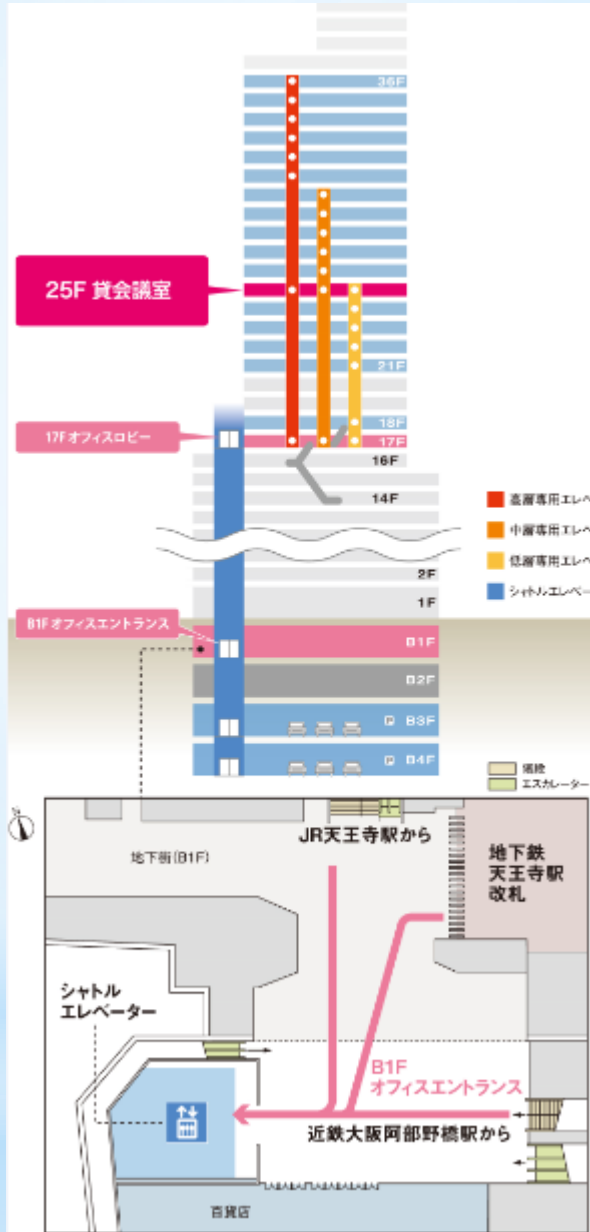 36F
25F 貸会議室
21F
18F
17Fオフィスロビー
17F
16F
14F
高層専用エレベ
中層専用エレベ
低層専用エレベ
シャトルエレベー
2F
1F
B1Fオフィスエントランス
B1F
B2F
P B3F
P B4F
階段
エスカレーター
N
JR天王寺駅から
地下街(B1F)
地下鉄
天王寺駅
改札
シャトル
エレベーター
B1F
オフィスエントランス
近鉄大阪阿部野橋駅から
百貨店